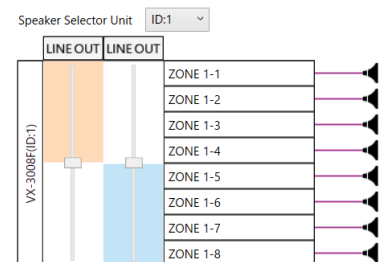 Speaker Selector Unit ID:1
LINE OUT LINE OUT
VX-3008F(ID:1)
ZONE 1-1
ZONE 1-2
ZONE 1-3
ZONE 1-4
ZONE 1-5
ZONE 1-6
ZONE 1-7
ZONE 1-8